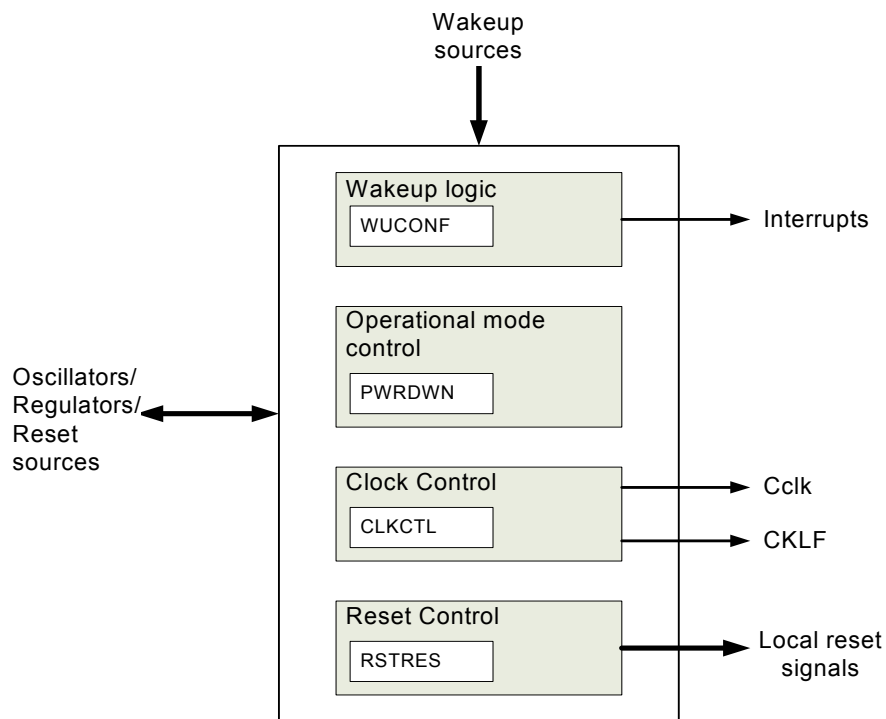 Wakeup
sources
Wakeup logic
WUCONF
Interrupts
Operational mode
control
PWRDWN
Oscillators/
Regulators/
Reset
sources
Clock Control
CLKCTL
Cclk
CKLF
Reset Control
RSTRES
Local reset
signals